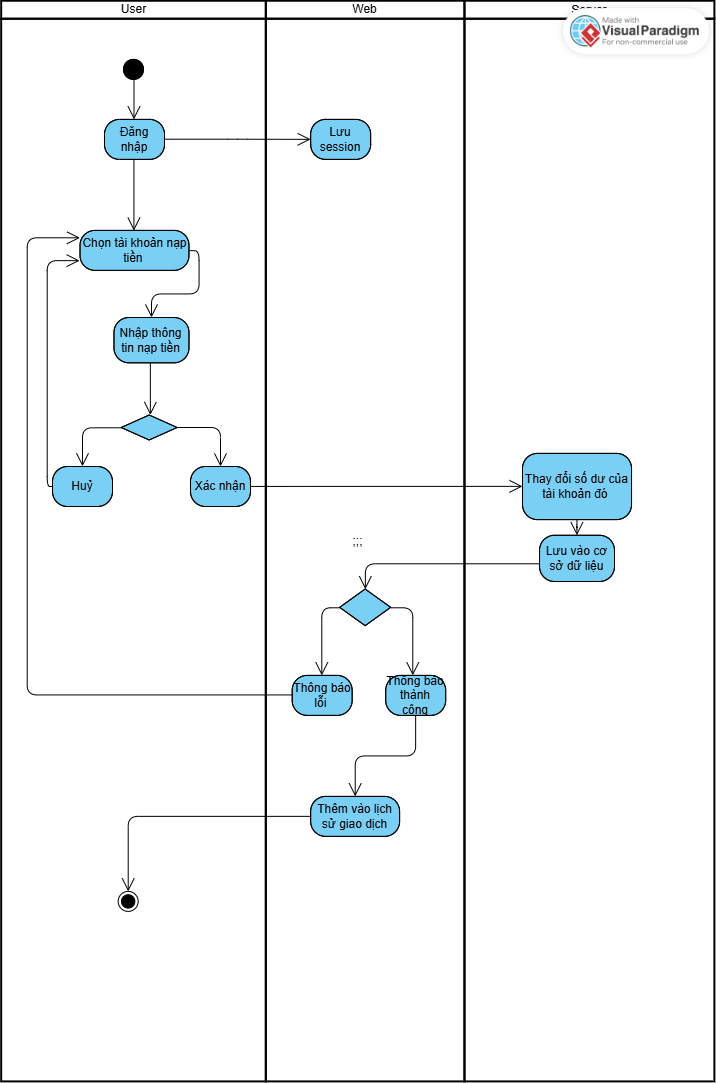 User
Web
Server
Made with
Visual Paradigm
For non-commercial use
Đăng
nhập
Lưu
session
Chọn tài khoản nạp
tiền
Nhập thông
tin nạp tiền
Huỷ
Xác nhận
Thay đổi số dư của
tài khoản đó
;;;
Lưu vào cơ
sở dữ liệu
Thông báo
lỗi
Thông báo
thành
công
Thêm vào lịch
sử giao dịch